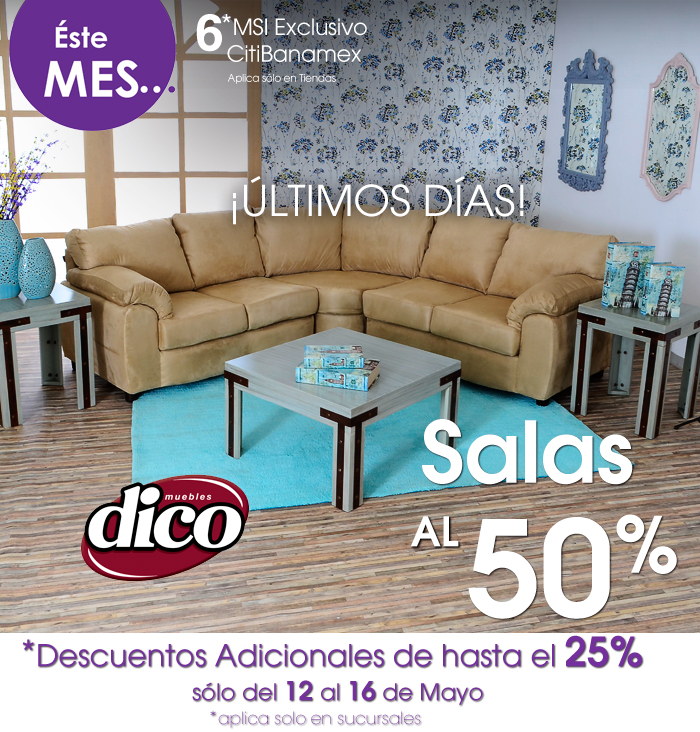 Éste
MES...
6*MSI Exclusivo
CitiBanamex
Aplica sólo en Tiendas
¡ÚLTIMOS DÍAS!
muebles
dico
Salas
AL 50%
*Descuentos Adicionales de hasta el 25%
sólo del 12 al 16 de Mayo
*aplica solo en sucursales